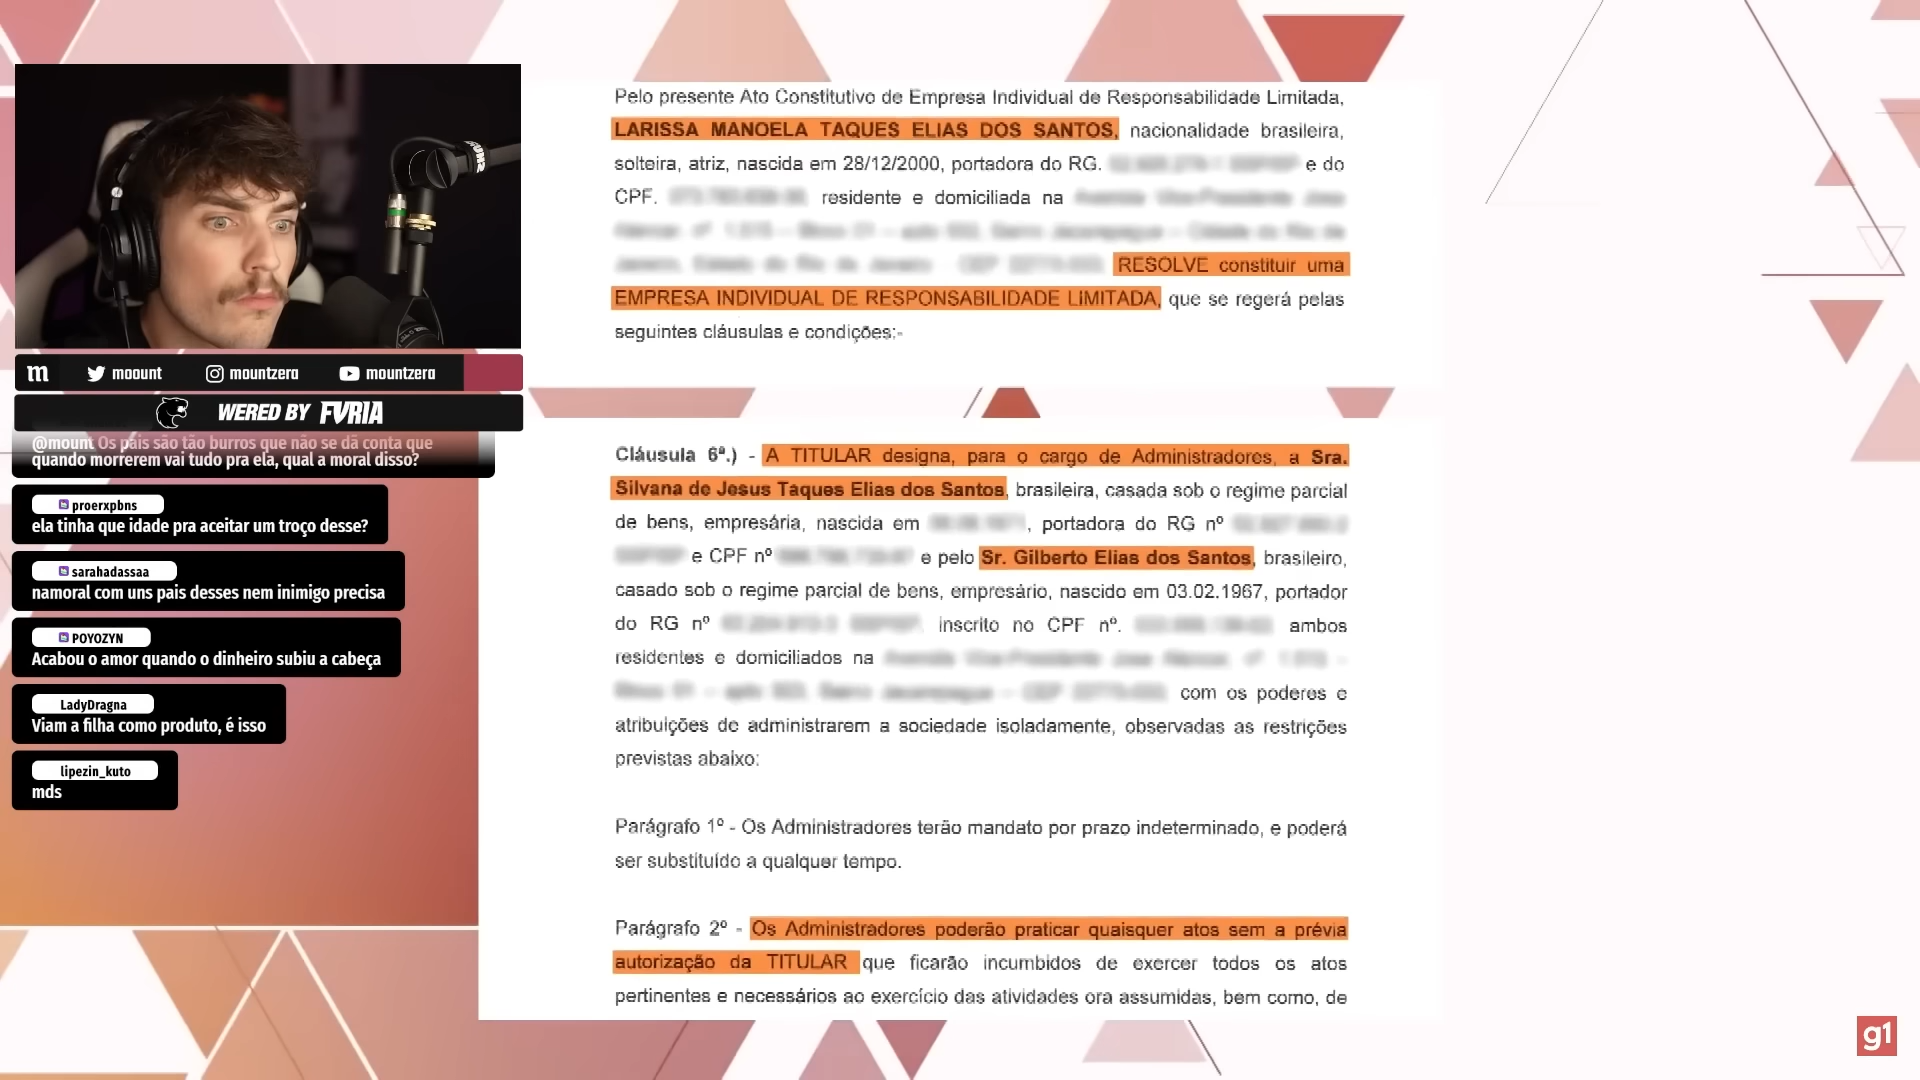 m moount mountzera mountzera
WERED BY FVRIA
@mount Os pais são tão burros que não se dã conta que
quando morrerem vai tudo pra ela, qual a moral disso?
proerxpbns
ela tinha que idade pra aceitar um troço desse?
sarahadassaa
namoral com uns pais desses nem inimigo precisa
POYOZYN
Acabou o amor quando o dinheiro subiu a cabeça
LadyDragna
Viam a filha como produto, é isso
lipezin_kuto
mds
Pelo presente Ato Constitutivo de Empresa Individual de Responsabilidade Limitada,
LARISSA MANOELA TAQUES ELIAS DOS SANTOS, nacionalidade brasileira,
solteira, atriz, nascida em 28/12/2000, portadora do RG. e do
CPF. residente e domiciliada na
RESOLVE constituir uma
EMPRESA INDIVIDUAL DE RESPONSABILIDADE LIMITADA, que se regerá pelas
seguintes cláusulas e condições:-
Cláusula 6ª.) - A TITULAR designa, para o cargo de Administradores, a Sra.
Silvana de Jesus Taques Elias dos Santos, brasileira, casada sob o regime parcial
de bens, empresária, nascida em , portadora do RG nº
e CPF nº e pelo Sr. Gilberto Elias dos Santos, brasileiro,
casado sob o regime parcial de bens, empresário, nascido em 03.02.1967, portador
do RG nº inscrito no CPF nº. ambos
residentes e domiciliados na
com os poderes e
atribuições de administrarem a sociedade isoladamente, observadas as restrições
previstas abaixo:
Parágrafo 1º - Os Administradores terão mandato por prazo indeterminado, e poderá
ser substituído a qualquer tempo.
Parágrafo 2º - Os Administradores poderão praticar quaisquer atos sem a prévia
autorização da TITULAR que ficarão incumbidos de exercer todos os atos
pertinentes e necessários ao exercício das atividades ora assumidas, bem como, de
g1